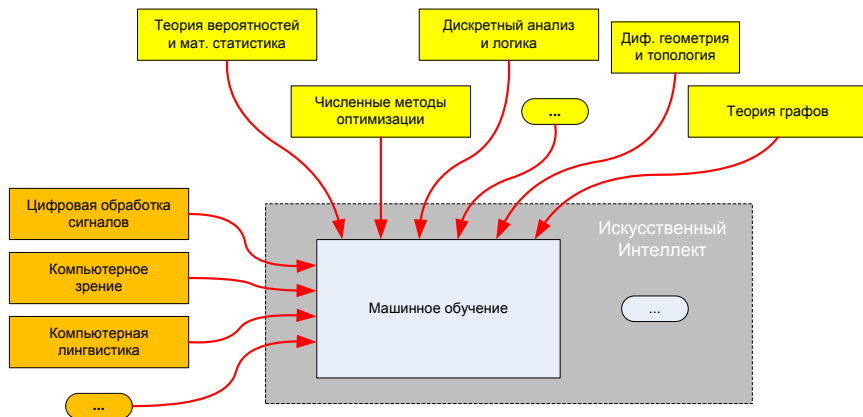 Теория вероятностей
и мат. статистика
Дискретный анализ
и логика
Диф. геометрия
и топология
Численные методы
оптимизации
...
Теория графов
Цифровая обработка
сигналов
Искусственный
Интеллект
Компьютерное
зрение
Машинное обучение
...
Компьютерная
лингвистика
...